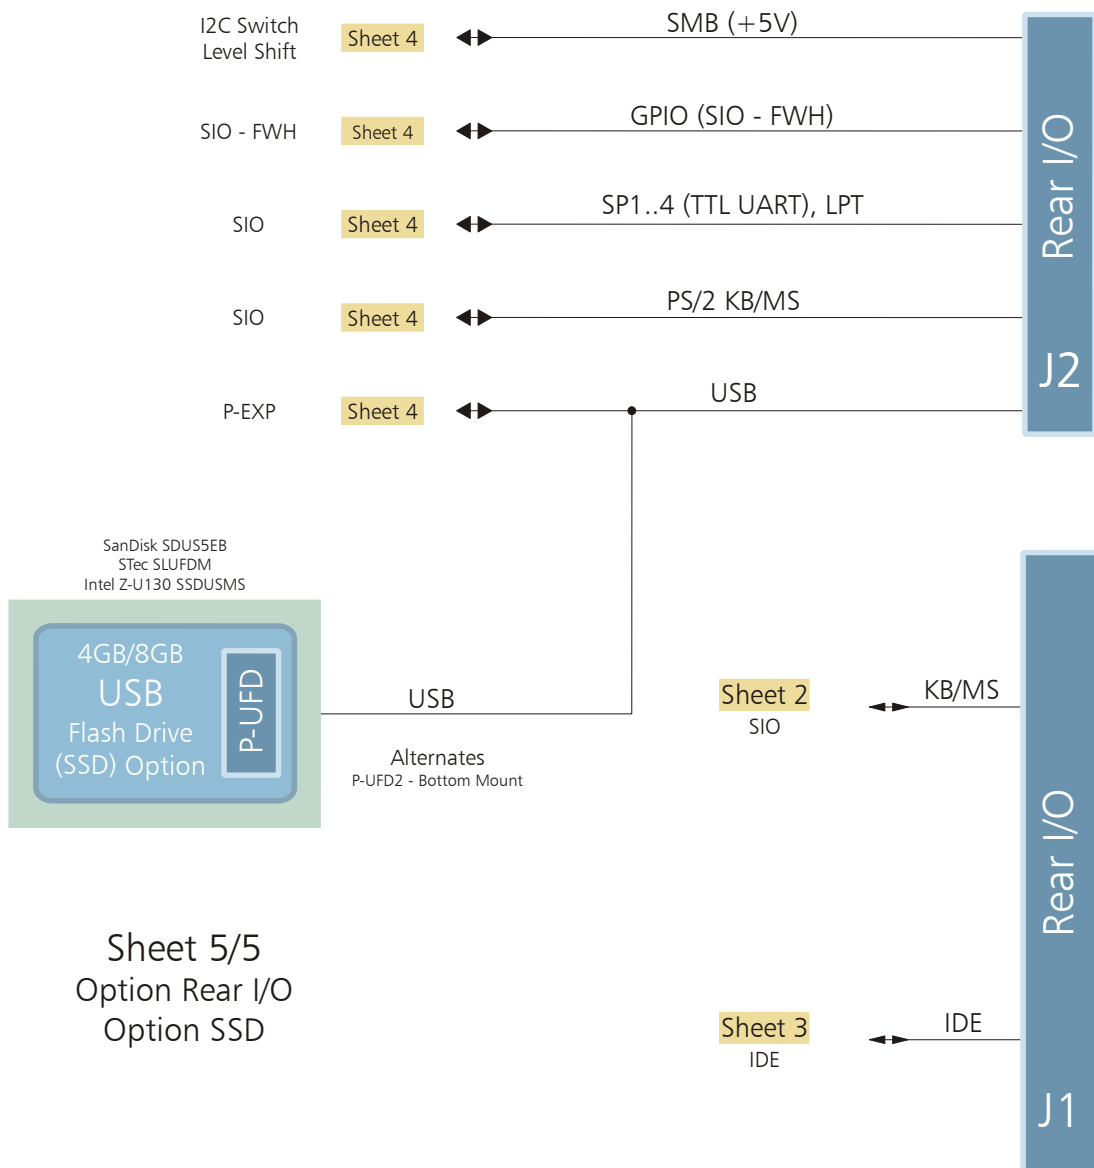 I2C Switch
Level Shift
Sheet 4
SMB (+5V)
SIO - FWH
Sheet 4
GPIO (SIO - FWH)
SIO
Sheet 4
SP1..4 (TTL UART), LPT
SIO
Sheet 4
PS/2 KB/MS
P-EXP
Sheet 4
USB
Rear I/O
J2
SanDisk SDUS5EB
STec SLUFDM
Intel Z-U130 SSDUSMS
4GB/8GB
USB
Flash Drive
(SSD) Option
P-UFD
USB
Alternates
P-UFD2 - Bottom Mount
Sheet 2
SIO
KB/MS
Rear I/O
Sheet 5/5
Option Rear I/O
Option SSD
Sheet 3
IDE
IDE
J1